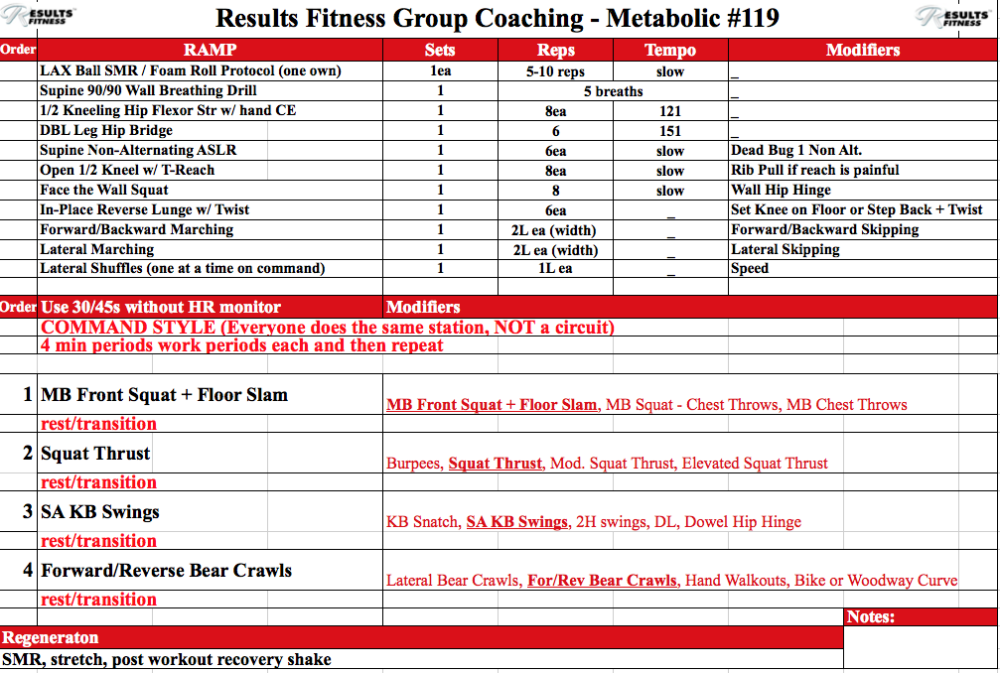 RESULTS FITNESS
Results Fitness Group Coaching - Metabolic #119
RESULTS FITNESS
Order RAMP Sets Reps Tempo Modifiers
LAX Ball SMR / Foam Roll Protocol (one own) 1ea 5-10 reps slow _
Supine 90/90 Wall Breathing Drill 1 5 breaths _
1/2 Kneeling Hip Flexor Str w/ hand CE 1 8ea 121 _
DBL Leg Hip Bridge 1 6 151 _
Supine Non-Alternating ASLR 1 6ea slow Dead Bug 1 Non Alt.
Open 1/2 Kneel w/ T-Reach 1 8ea slow Rib Pull if reach is painful
Face the Wall Squat 1 8 slow Wall Hip Hinge
In-Place Reverse Lunge w/ Twist 1 6ea _ Set Knee on Floor or Step Back + Twist
Forward/Backward Marching 1 2L ea (width) _ Forward/Backward Skipping
Lateral Marching 1 2L ea (width) _ Lateral Skipping
Lateral Shuffles (one at a time on command) 1 1L ea _ Speed
Order Use 30/45s without HR monitor Modifiers
COMMAND STYLE (Everyone does the same station, NOT a circuit)
4 min periods work periods each and then repeat
1 MB Front Squat + Floor Slam MB Front Squat + Floor Slam, MB Squat - Chest Throws, MB Chest Throws
rest/transition
2 Squat Thrust Burpees, Squat Thrust, Mod. Squat Thrust, Elevated Squat Thrust
rest/transition
3 SA KB Swings KB Snatch, SA KB Swings, 2H swings, DL, Dowel Hip Hinge
rest/transition
4 Forward/Reverse Bear Crawls Lateral Bear Crawls, For/Rev Bear Crawls, Hand Walkouts, Bike or Woodway Curve
rest/transition
Notes:
Regeneraton
SMR, stretch, post workout recovery shake